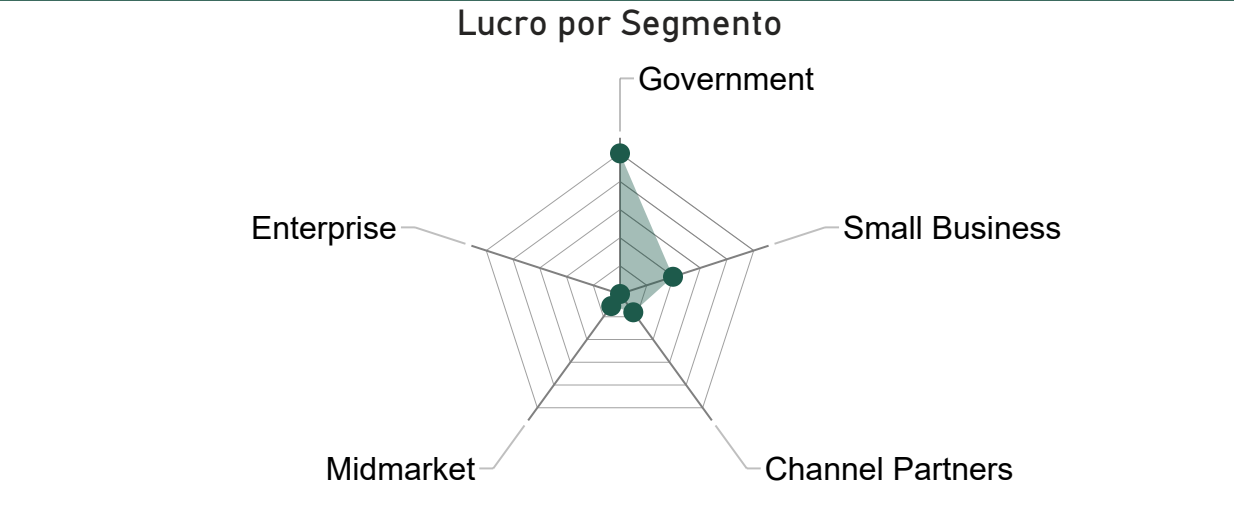 Lucro por Segmento
Government
Enterprise
Small Business
Midmarket
Channel Partners